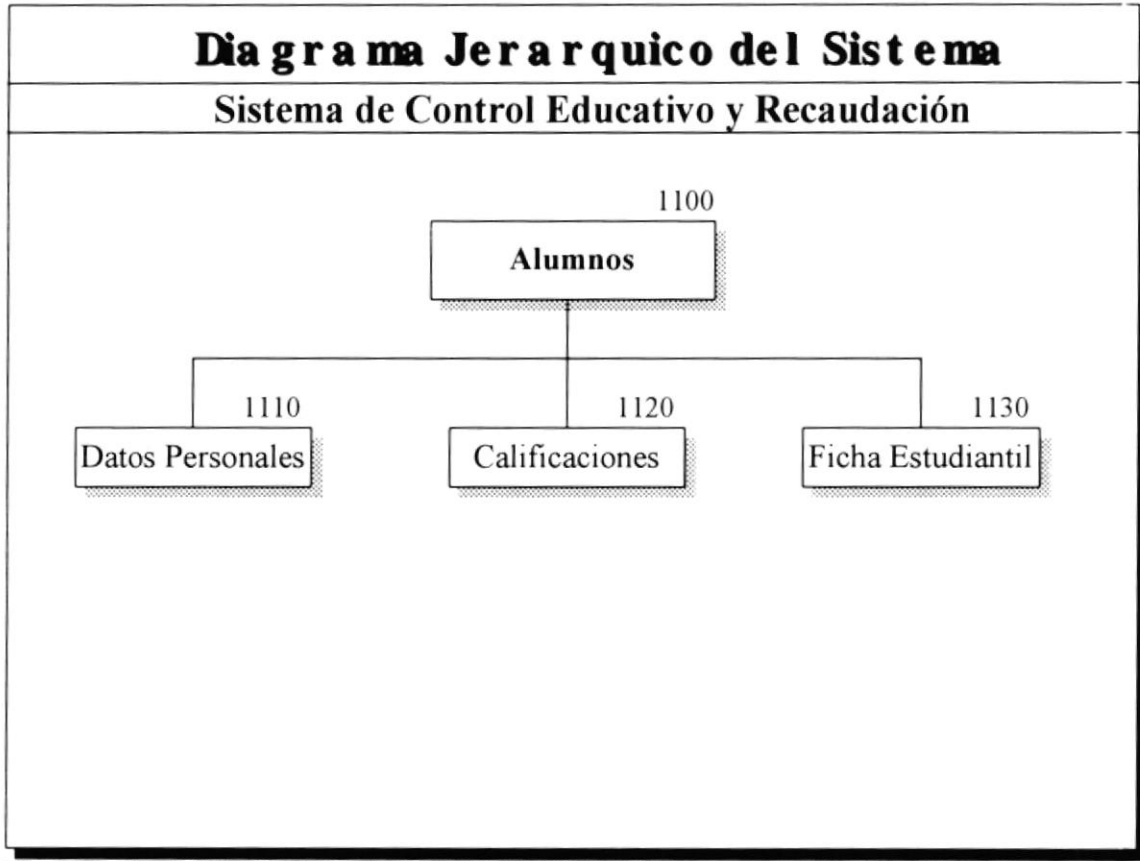 Diagrama Jerarquico del Sistema
Sistema de Control Educativo y Recaudación
1100
Alumnos
1110
1120
1130
Datos Personales
Calificaciones
Ficha Estudiantil